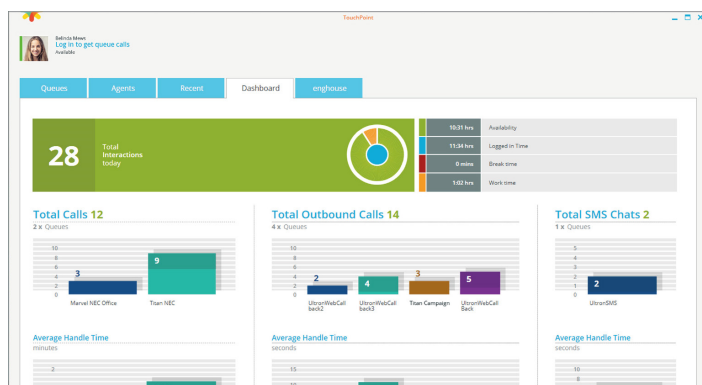 TouchPoint
Belinda Mews
Log in to get queue calls
Available
Queues
Agents
Recent
Dashboard
enghouse
28
Total
Interactions
today
10:31 hrs Availability
11:34 hrs Logged in Time
0 mins Break time
1:02 hrs Work time
Total Calls 12
2 x Queues
10
8
6
4
2
0
3
9
Marvel NEC Office
Titan NEC
Total Outbound Calls 14
4 x Queues
10
8
6
4
2
0
2
4
3
5
UltronWebCall
back2
UltronWebCall
back3
Titan Campaign
UltronWebCall
Back
Total SMS Chats 2
1 x Queues
5
4
3
2
1
0
2
UltronSMS
Average Handle Time
minutes
2
Average Handle Time
seconds
15
10
Average Handle Time
seconds
10
8